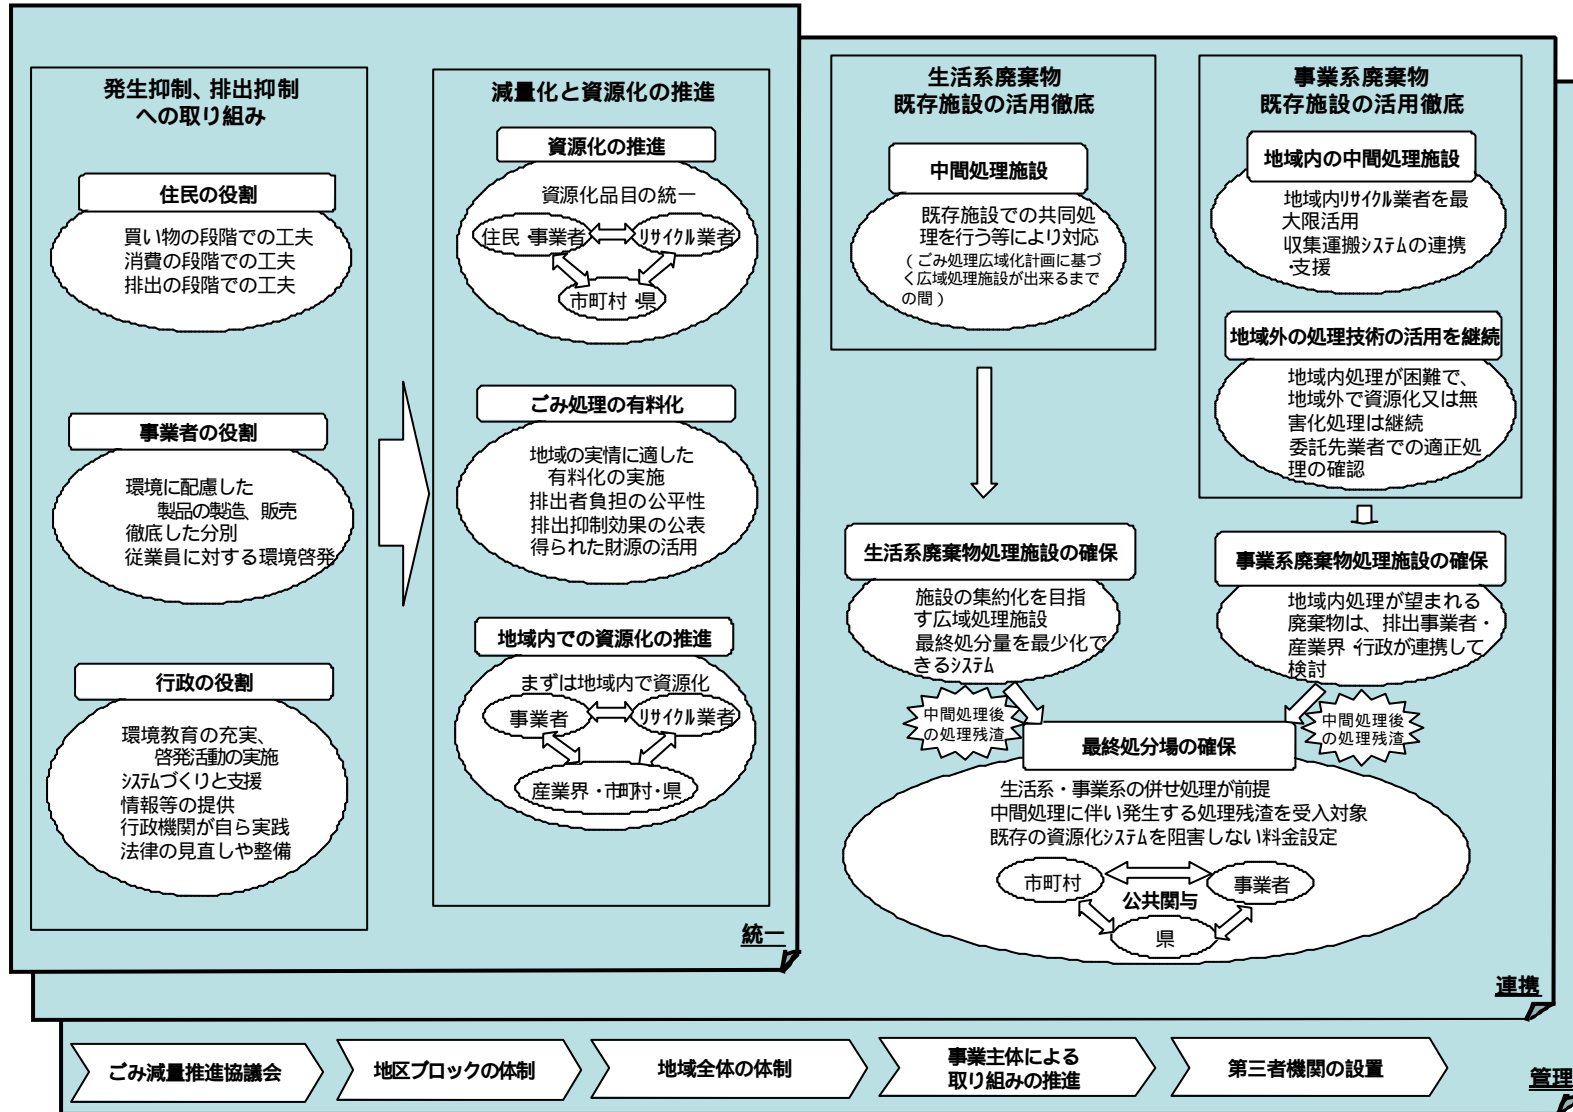 発生抑制、排出抑制
への取り組み
住民の役割
買い物の段階での工夫
消費の段階での工夫
排出の段階での工夫
事業者の役割
環境に配慮した
製品の製造、販売
徹底した分別
従業員に対する環境啓発
行政の役割
環境教育の充実、
啓発活動の実施
システムづくりと支援
情報等の提供
行政機関が自ら実践
法律の見直しや整備
減量化と資源化の推進
資源化の推進
資源化品目の統一
住民・事業者
リサイクル業者
市町村・県
ごみ処理の有料化
地域の実情に適した
有料化の実施
排出者負担の公平性
排出抑制効果の公表
得られた財源の活用
地域内での資源化の推進
まずは地域内で資源化
事業者
リサイクル業者
産業界・市町村・県
統一
生活系廃棄物
既存施設の活用徹底
中間処理施設
既存施設での共同処
理を行う等により対応
（ごみ処理広域化計画に基づ
く広域処理施設が出来るまで
の間）
生活系廃棄物処理施設の確保
施設の集約化を目指
す広域処理施設
最終処分量を最少化で
きるシステム
中間処理後
の処理残渣
事業系廃棄物
既存施設の活用徹底
地域内の中間処理施設
地域内リサイクル業者を最
大限活用
収集運搬システムの連携
・支援
地域外の処理技術の活用を継続
地域内処理が困難で、
地域外で資源化又は無
害化処理は継続
委託先業者での適正処
理の確認
事業系廃棄物処理施設の確保
地域内処理が望まれる
廃棄物は、排出事業者・
産業界・行政が連携して
検討
中間処理後
の処理残渣
最終処分場の確保
生活系・事業系の併せ処理が前提
中間処理に伴い発生する処理残渣を受入対象
既存の資源化システムを阻害しない料金設定
市町村
事業者
公共関与
県
連携
ごみ減量推進協議会
地区ブロックの体制
地域全体の体制
事業主体による
取り組みの推進
第三者機関の設置
管理